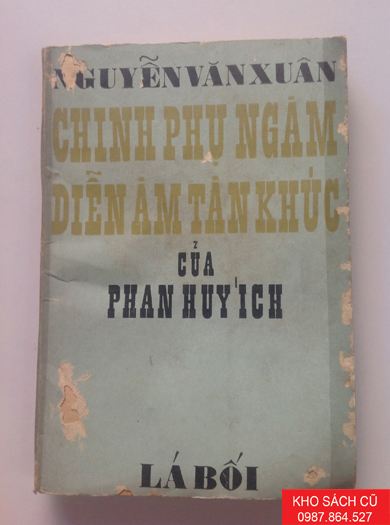 NGUYỄN VĂN XUÂN
CHINH PHỤ NGÂM
DIỄN ÂM TÂN KHÚC
CỦA
PHAN HUY ÍCH
LÁ BỐI
KHO SÁCH CŨ
0987.864.527